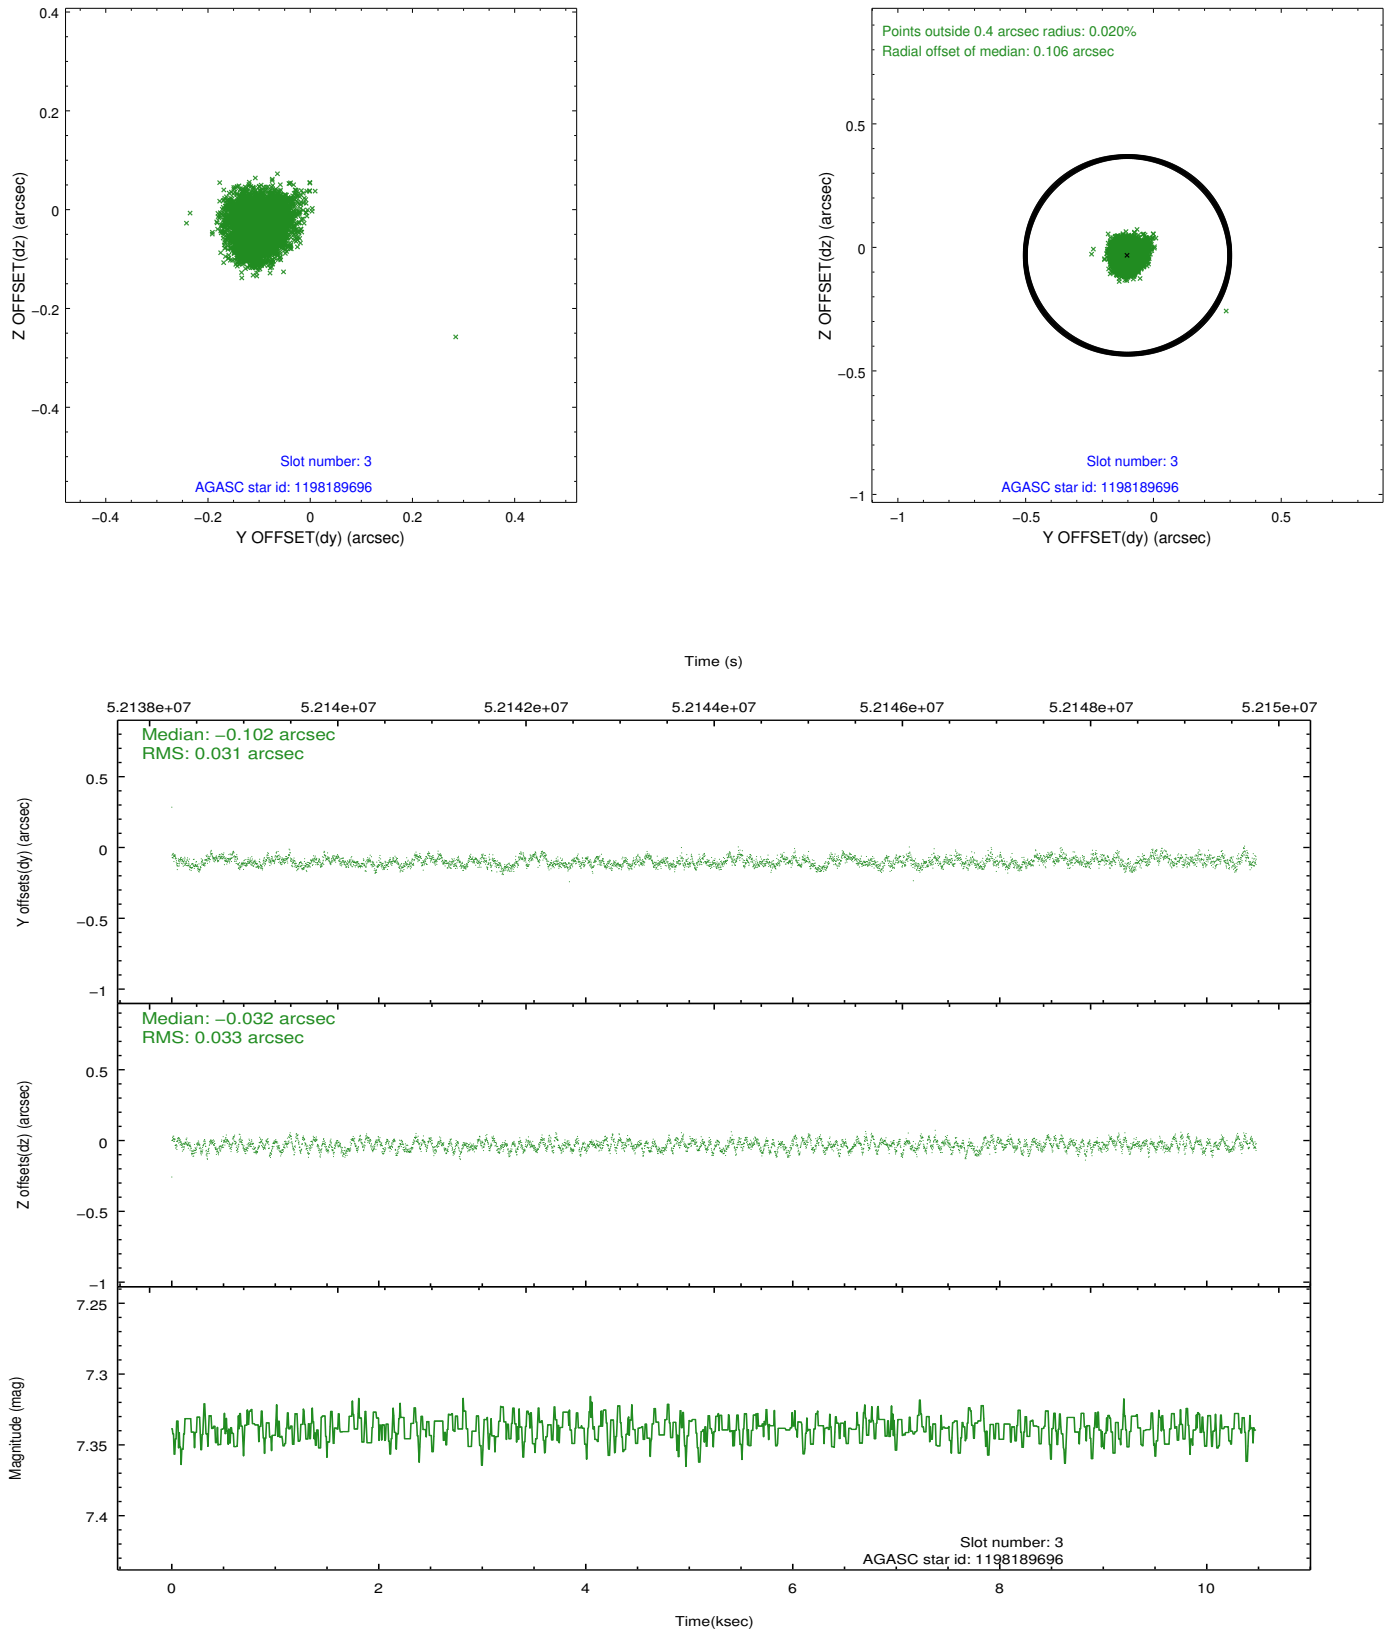 0.4
0.2
0
−0.2
−0.4
Z OFFSET(dz) (arcsec)
Slot number: 3
AGASC star id: 1198189696
−0.4
−0.2
0
0.2
0.4
Y OFFSET(dy) (arcsec)
Points outside 0.4 arcsec radius: 0.020%
Radial offset of median: 0.106 arcsec
0.5
0
−0.5
−1
Z OFFSET(dz) (arcsec)
Slot number: 3
AGASC star id: 1198189696
−1
−0.5
0
0.5
Y OFFSET(dy) (arcsec)
Time (s)
5.2138e+07
5.214e+07
5.2142e+07
5.2144e+07
5.2146e+07
5.2148e+07
5.215e+07
Median: −0.102 arcsec
RMS: 0.031 arcsec
0.5
0
−0.5
−1
Y offsets(dy) (arcsec)
Median: −0.032 arcsec
RMS: 0.033 arcsec
0.5
0
−0.5
−1
Z offsets(dz) (arcsec)
7.25
7.3
7.35
7.4
Magnitude (mag)
Slot number: 3
AGASC star id: 1198189696
0
2
4
6
8
10
Time(ksec)